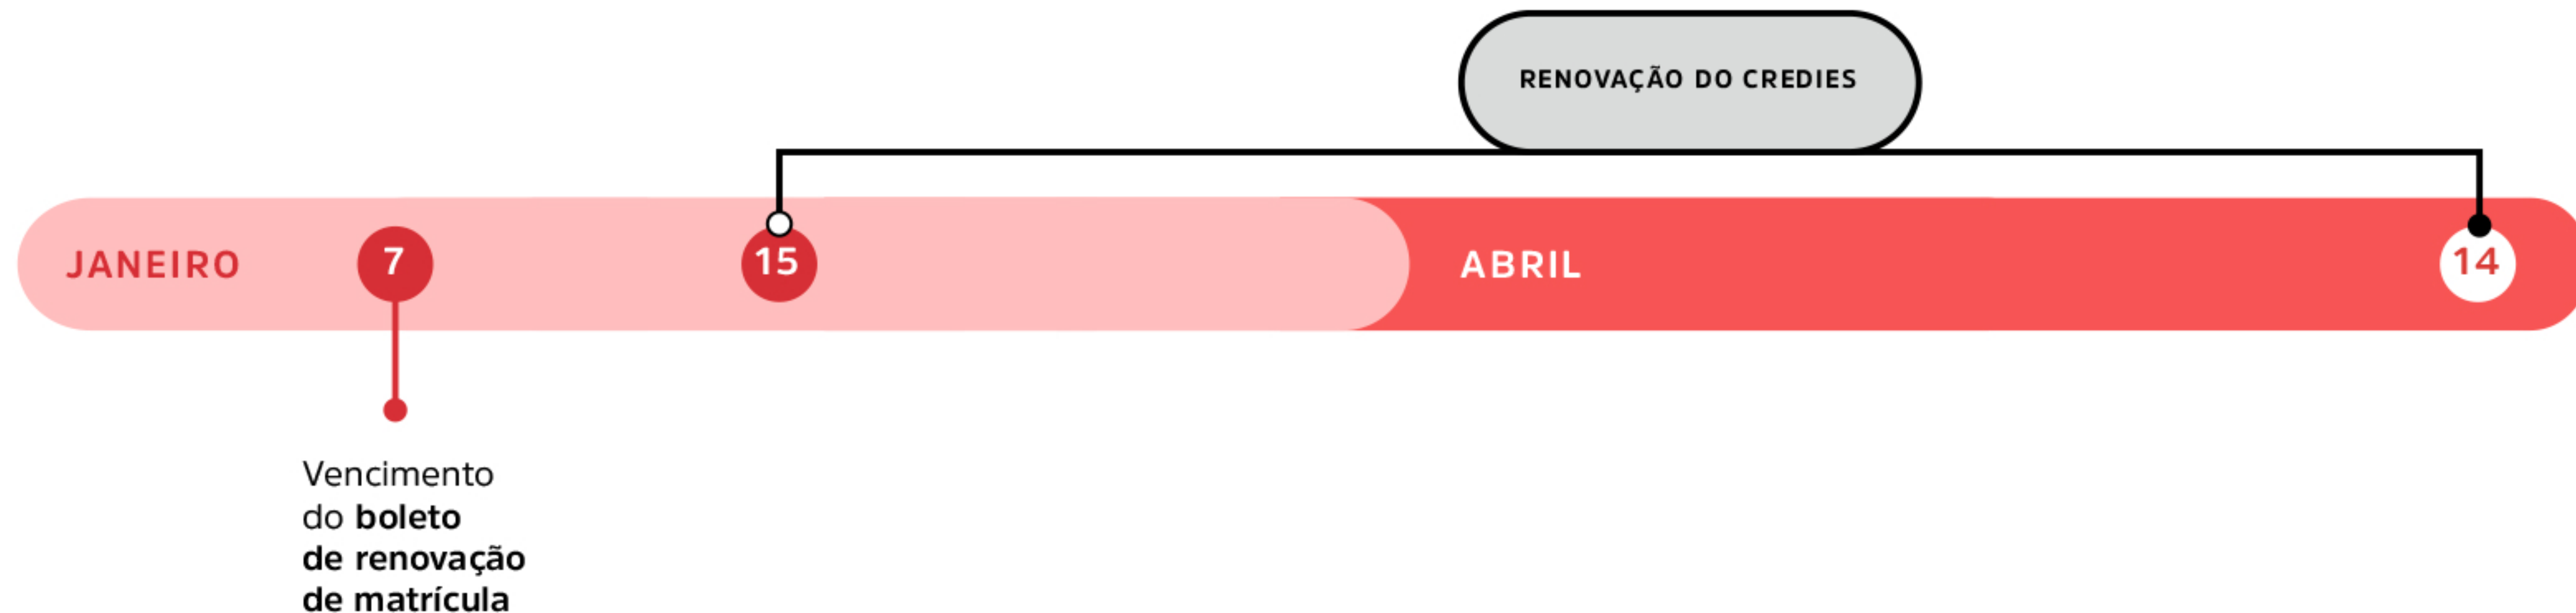 RENOVAÇÃO DO CREDIES
JANEIRO 7 15 ABRIL 14
Vencimento
do boleto
de renovação
de matrícula